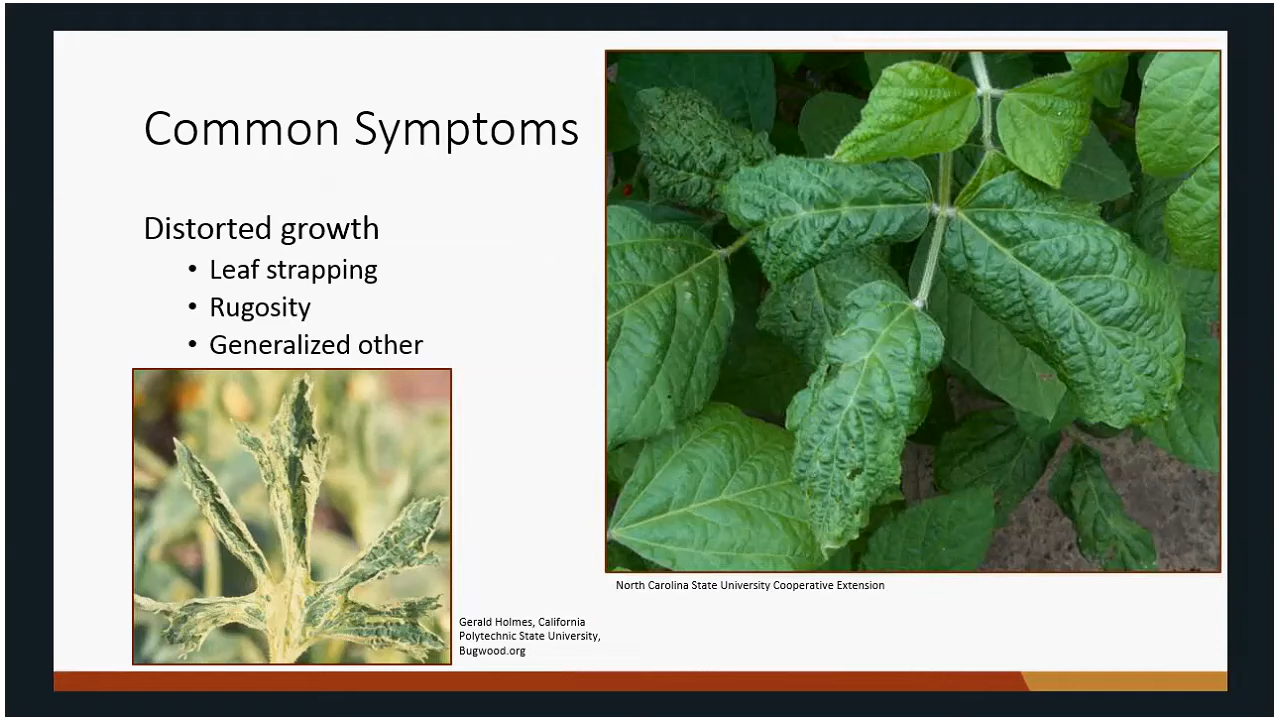 Common Symptoms
Distorted growth
• Leaf strapping
• Rugosity
• Generalized other
North Carolina State University Cooperative Extension
Gerald Holmes, California
Polytechnic State University,
Bugwood.org